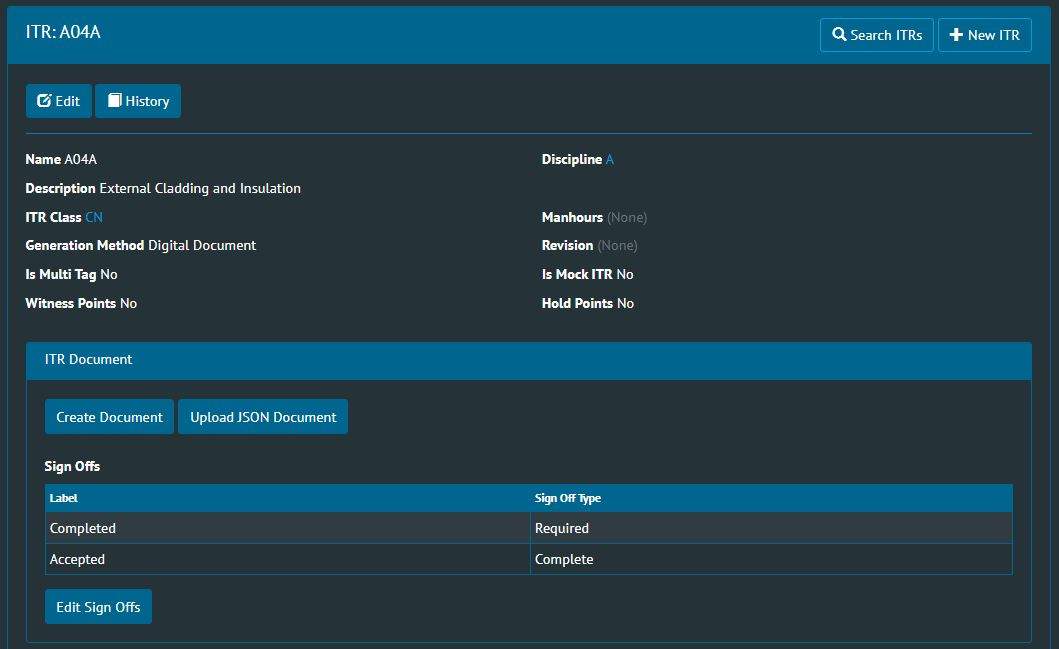 ITR: A04A
Search ITRs
New ITR
Edit
History
Name A04A
Discipline A
Description External Cladding and Insulation
ITR Class CN
Manhours (None)
Generation Method Digital Document
Revision (None)
Is Multi Tag No
Is Mock ITR No
Witness Points No
Hold Points No
ITR Document
Create Document
Upload JSON Document
Sign Offs
Label
Sign Off Type
Completed
Required
Accepted
Complete
Edit Sign Offs